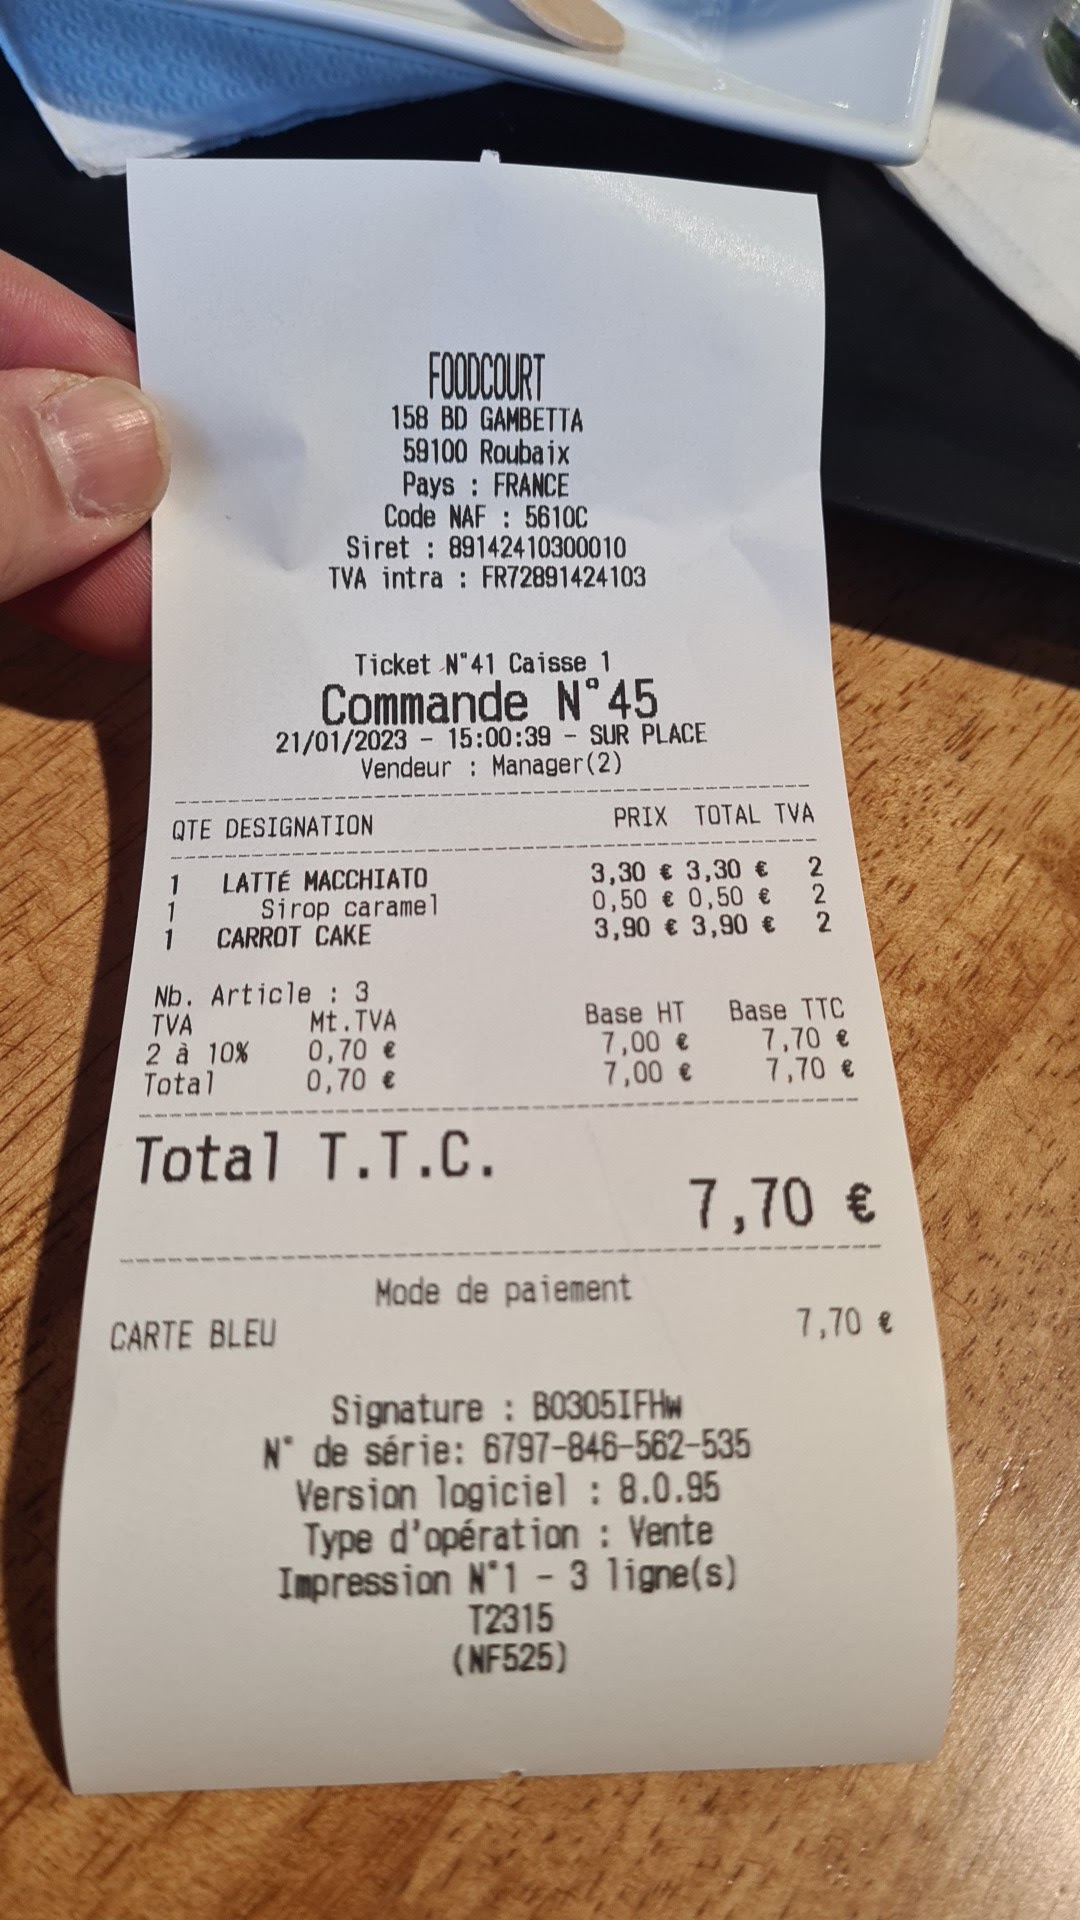 FOODCOURT
158 BD GAMBETTA
59100 Roubaix
Pays : FRANCE
Code NAF : 5610C
Siret : 89142410300010
TVA intra : FR72891424103
Ticket N°41 Caisse 1
Commande N°45
21/01/2023 - 15:00:39 - SUR PLACE
Vendeur : Manager(2)
QTE DESIGNATION PRIX TOTAL TVA
1 LATTÉ MACCHIATO 3,30 € 3,30 € 2
1 Sirop caramel 0,50 € 0,50 € 2
1 CARROT CAKE 3,90 € 3,90 € 2
Nb. Article : 3
TVA Mt.TVA Base HT Base TTC
2 à 10% 0,70 € 7,00 € 7,70 €
Total 0,70 € 7,00 € 7,70 €
Total T.T.C.
7,70 €
Mode de paiement
CARTE BLEU 7,70 €
Signature : BO305IFHw
N° de série: 6797-846-562-535
Version logiciel : 8.0.95
Type d'opération : Vente
Impression N°1 - 3 ligne(s)
T2315
(NF525)